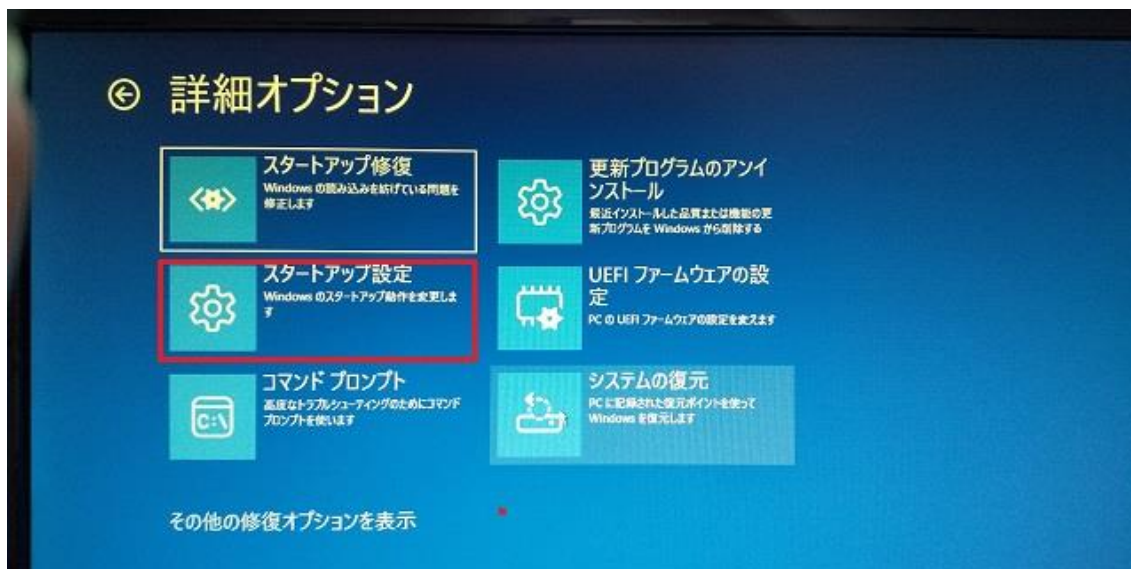 詳細オプション
スタートアップ修復
Windows の読み込みを妨げている問題を
修正します
スタートアップ設定
Windows のスタートアップ動作を変更しま
す
コマンド プロンプト
高度なトラブルシューティングのためにコマンド
プロンプトを使います
C:\
更新プログラムのアンイ
ンストール
最近インストールした品質または機能の更
新プログラムを Windows から削除する
UEFI ファームウェアの設
定
PC の UEFI ファームウェアの設定を変えます
システムの復元
PC に記録された復元ポイントを使って
Windows を復元します
その他の修復オプションを表示